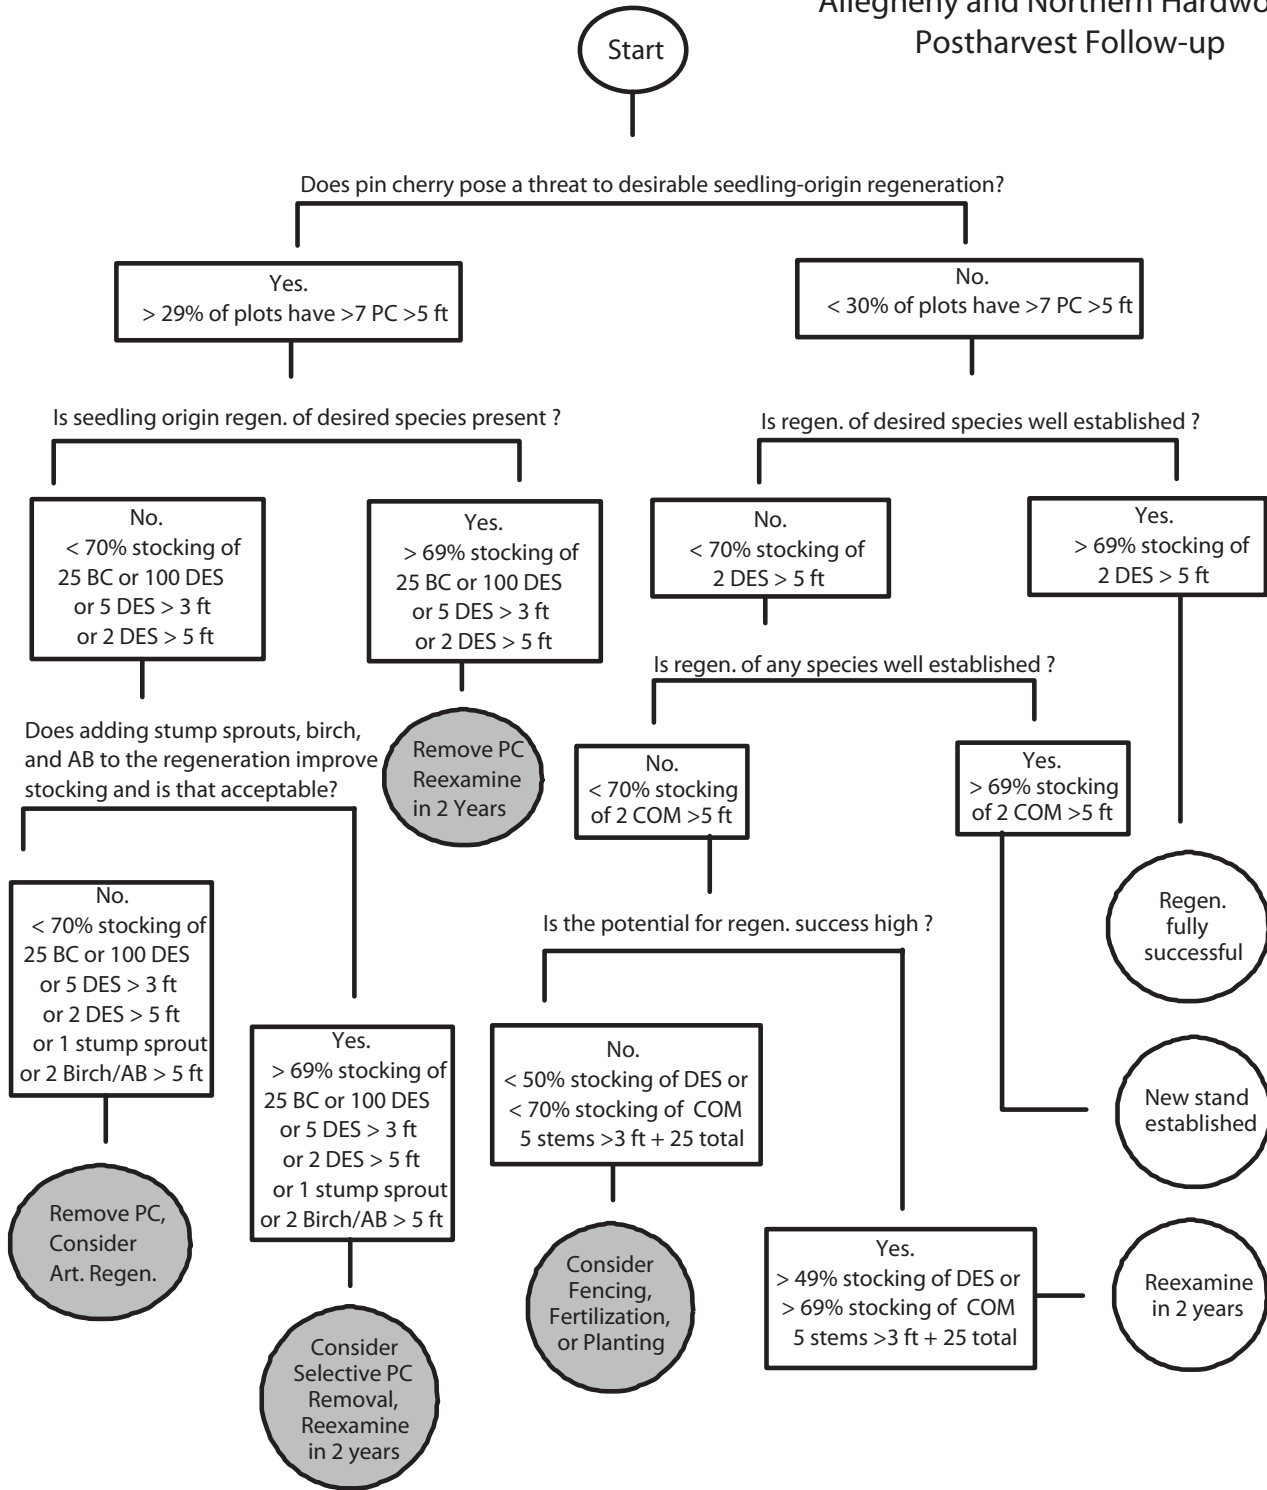 Allegheny and Northern
Postharvest Follow-up
Start
Does pin cherry pose a threat to desirable seedling-origin regeneration?
Yes.
> 29% of plots have >7 PC >5 ft
No.
< 30% of plots have >7 PC >5 ft
Is seedling origin regen. of desired species present ?
Is regen. of desired species well established ?
No.
< 70% stocking of
25 BC or 100 DES
or 5 DES > 3 ft
or 2 DES > 5 ft
Yes.
> 69% stocking of
25 BC or 100 DES
or 5 DES > 3 ft
or 2 DES > 5 ft
No.
< 70% stocking of
2 DES > 5 ft
Yes.
> 69% stocking of
2 DES > 5 ft
Is regen. of any species well established ?
Does adding stump sprouts, birch,
and AB to the regeneration improve
stocking and is that acceptable?
Remove PC
Reexamine
in 2 Years
No.
< 70% stocking
of 2 COM >5 ft
Yes.
> 69% stocking
of 2 COM >5 ft
Regen.
fully
successful
No.
< 70% stocking of
25 BC or 100 DES
or 5 DES > 3 ft
or 2 DES > 5 ft
or 1 stump sprout
or 2 Birch/AB > 5 ft
Is the potential for regen. success high ?
Yes.
> 69% stocking of
25 BC or 100 DES
or 5 DES > 3 ft
or 2 DES > 5 ft
or 1 stump sprout
or 2 Birch/AB > 5 ft
No.
< 50% stocking of DES or
< 70% stocking of COM
5 stems >3 ft + 25 total
New stand
established
Remove PC,
Consider
Art. Regen.
Consider
Fencing,
Fertilization,
or Planting
Yes.
> 49% stocking of DES or
> 69% stocking of COM
5 stems >3 ft + 25 total
Reexamine
in 2 years
Consider
Selective PC
Removal,
Reexamine
in 2 years